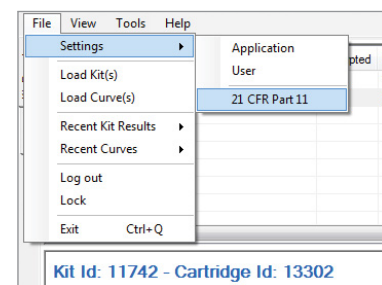 File View Tools Help
Settings
Application
User
21 CFR Part 11
pted
Load Kit(s)
Load Curve(s)
Recent Kit Results
Recent Curves
Log out
Lock
Exit Ctrl+Q
Kit Id: 11742 - Cartridge Id: 13302